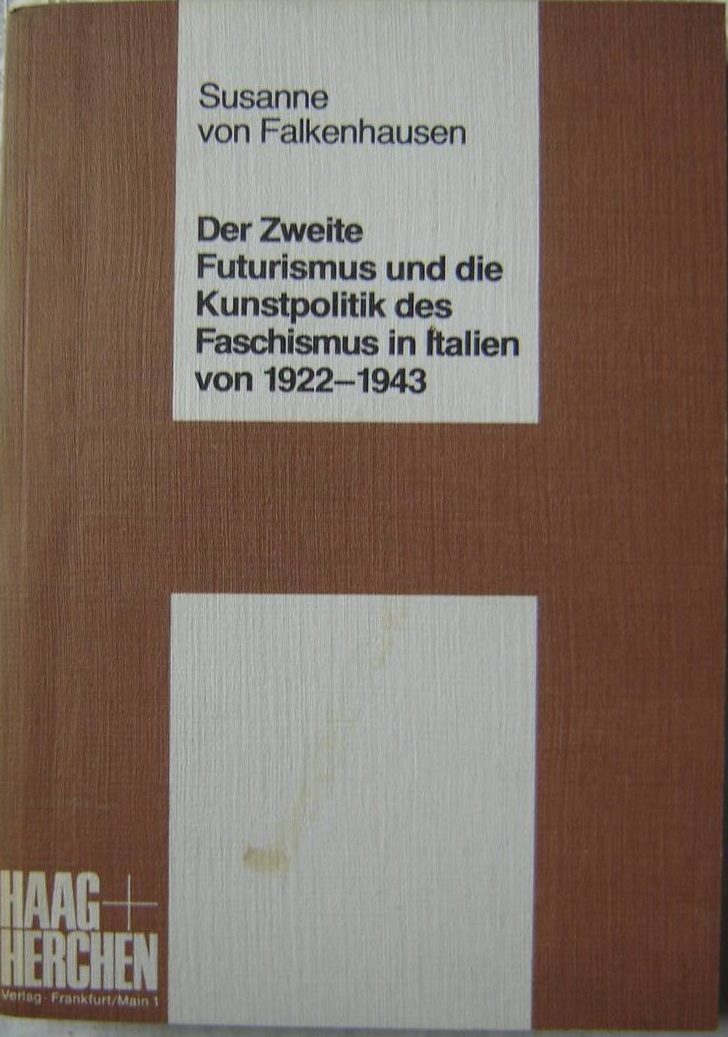 Susanne
von Falkenhausen
Der Zweite
Futurismus und die
Kunstpolitik des
Faschismus in Italien
von 1922–1943
HAAG+
HERCHEN
Verlag · Frankfurt/Main 1